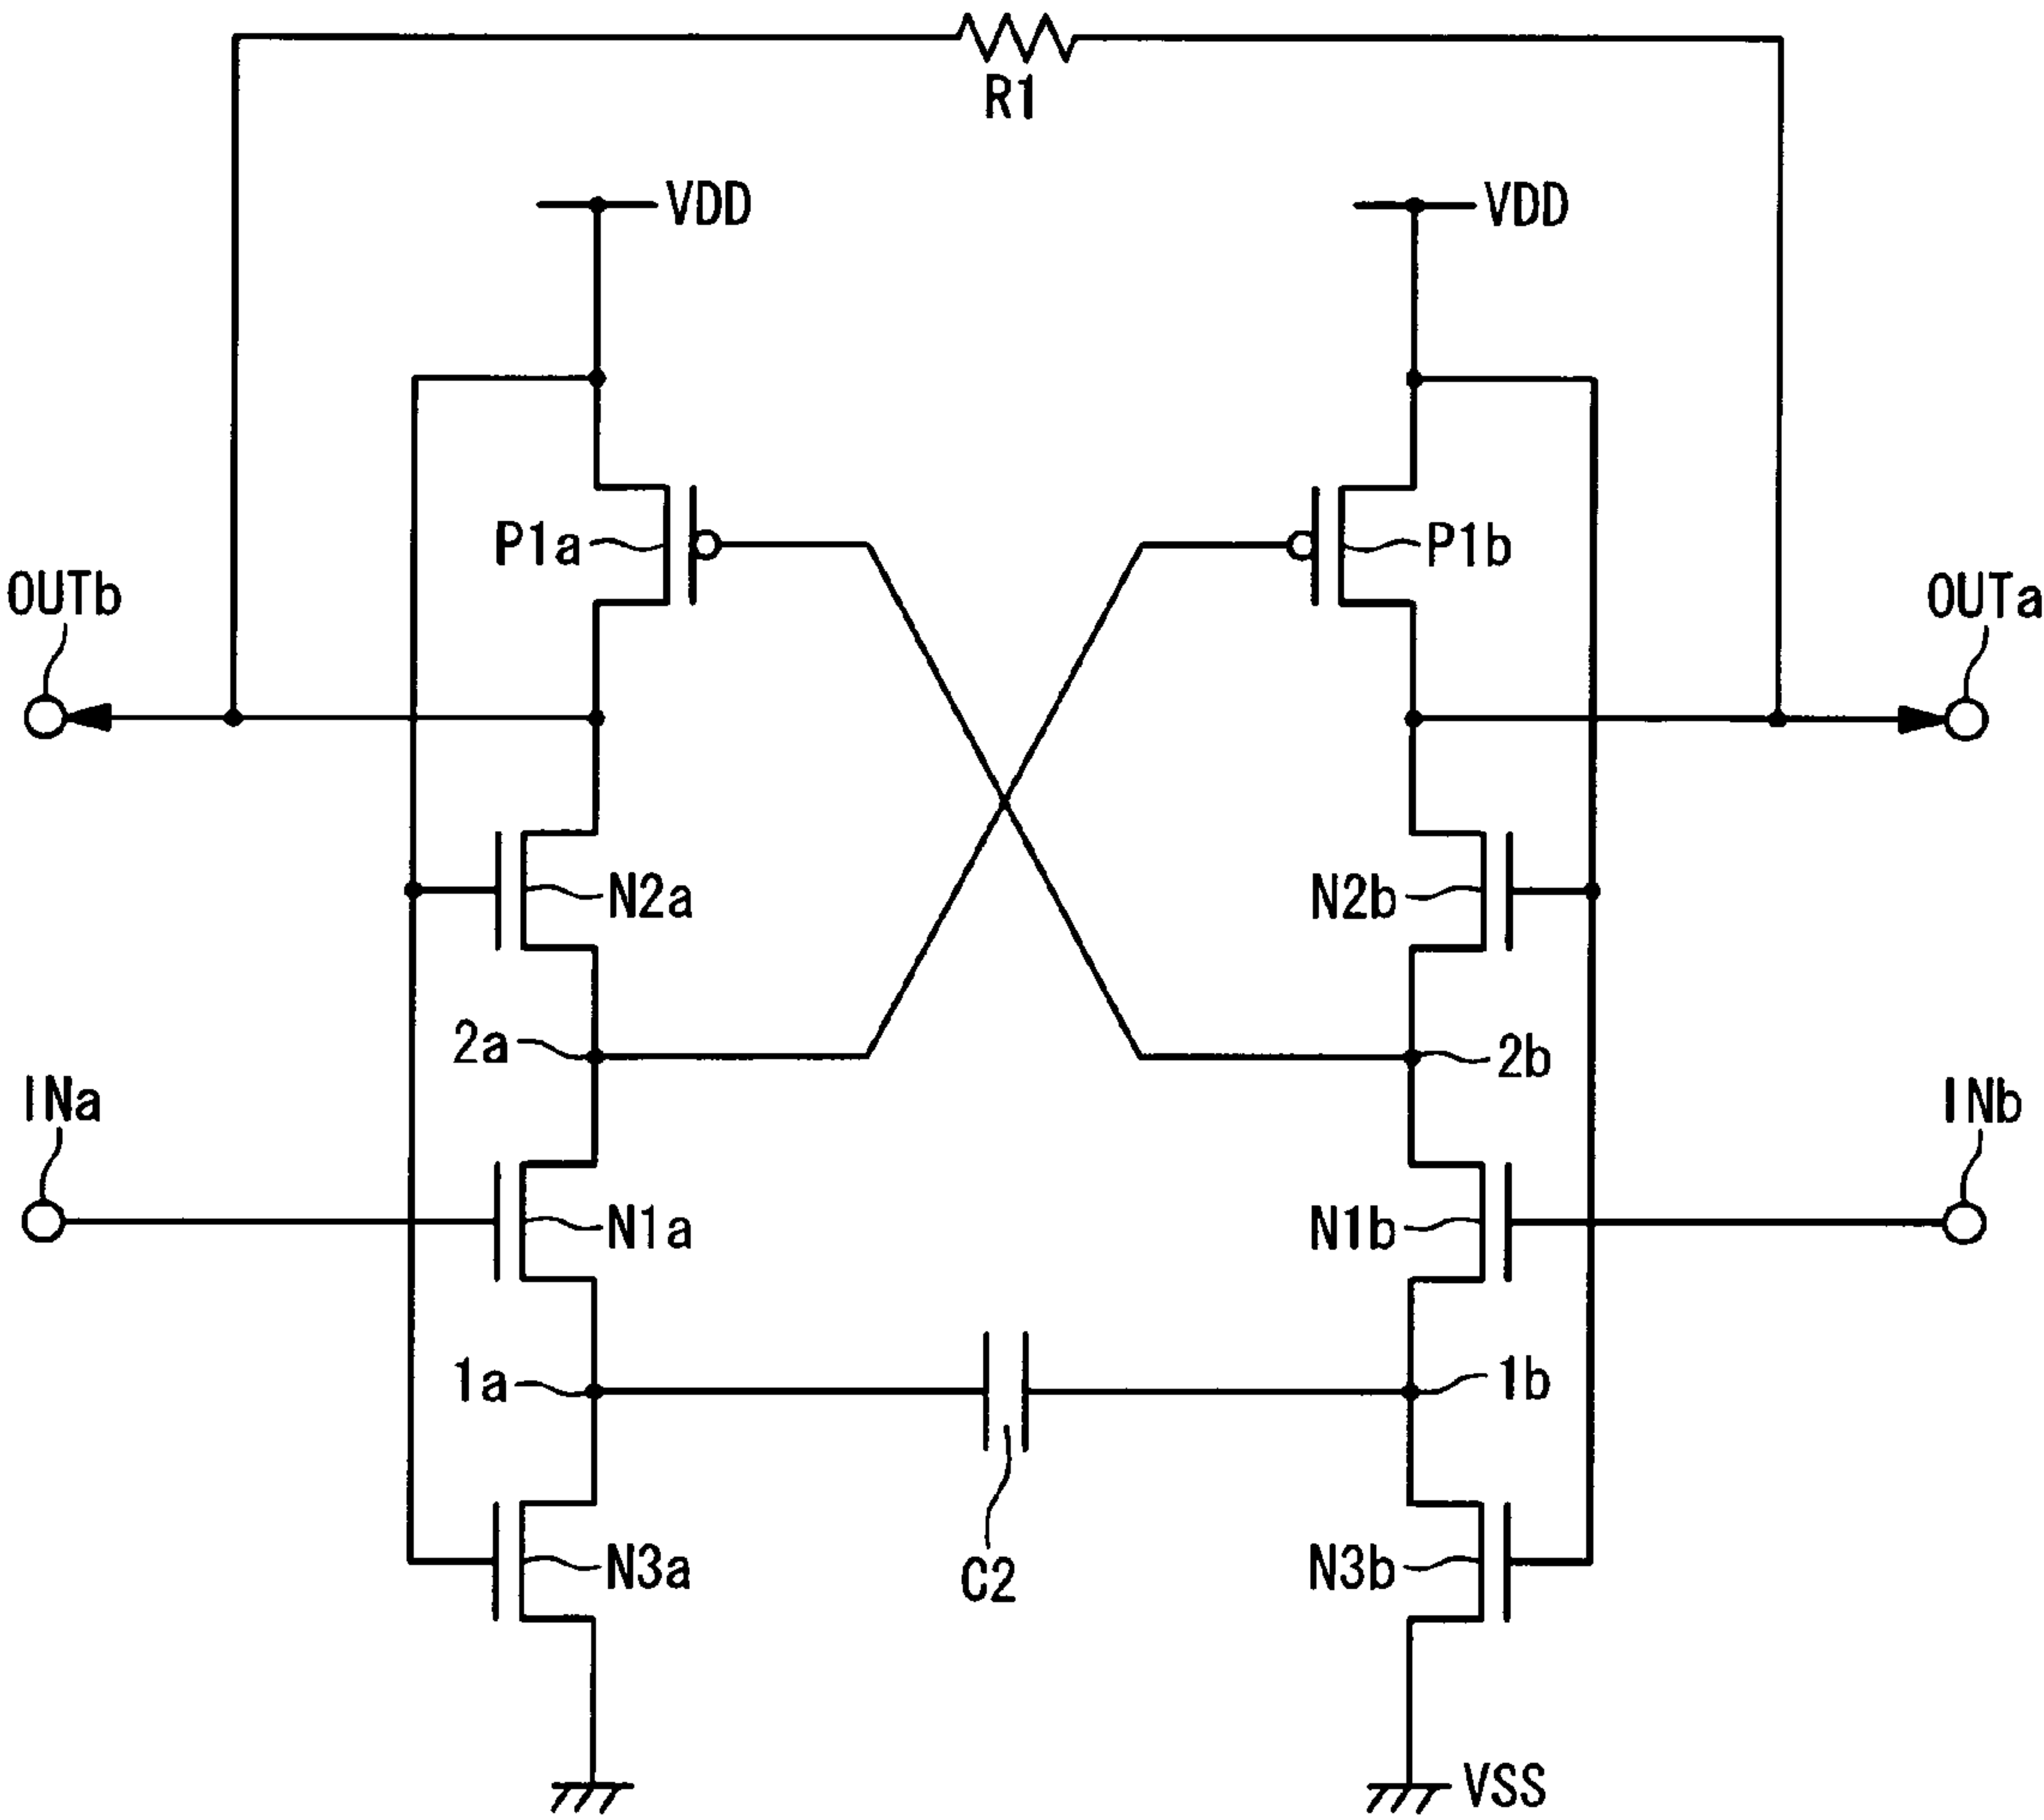 R1
VDD
VDD
P1a
P1b
OUTb
OUTa
N2a
N2b
2a
2b
INa
INb
N1a
N1b
1a
1b
C2
N3a
N3b
VSS